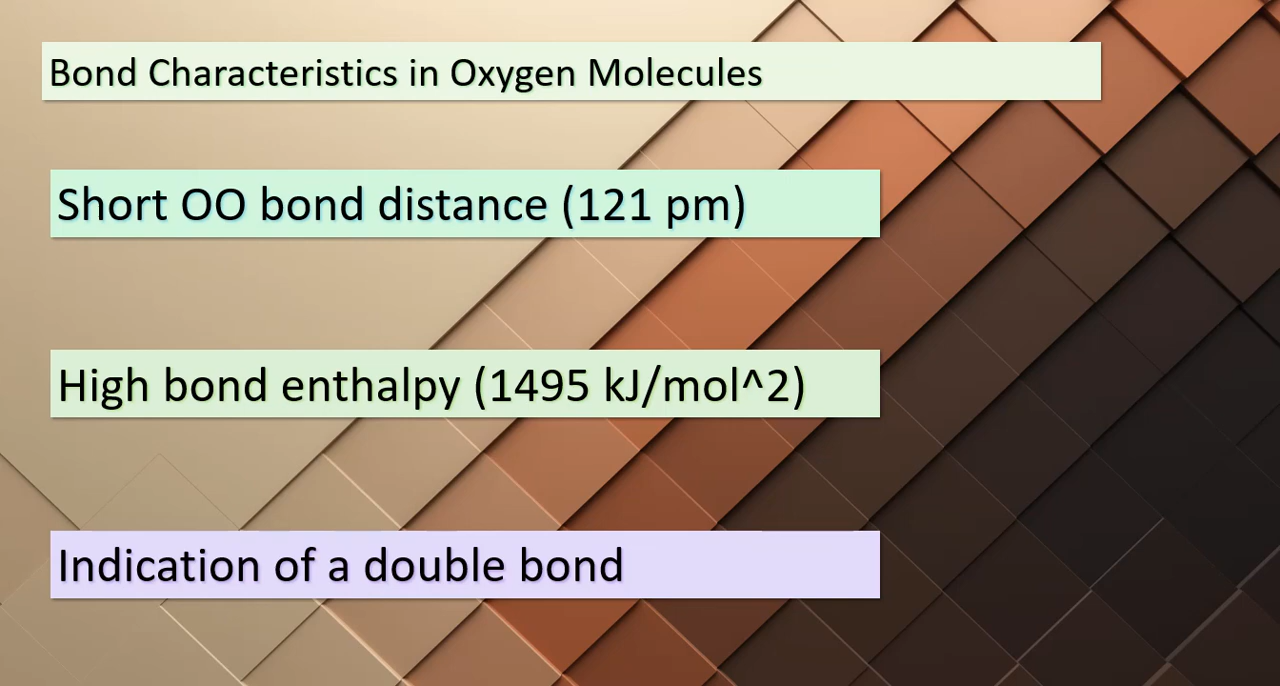 Bond Characteristics in Oxygen Molecules
Short OO bond distance (121 pm)
High bond enthalpy (1495 kJ/mol^2)
Indication of a double bond